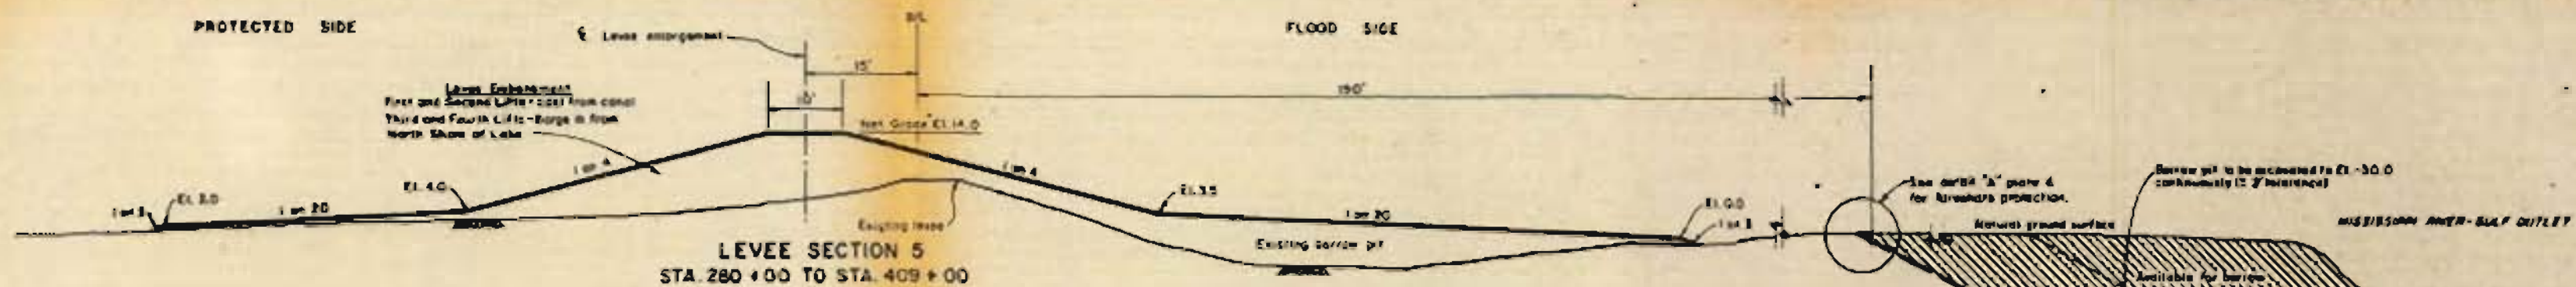 PROTECTED SIDE
℄ Levee enlargement
B/L
FLOOD SIDE
15'
190'
10'
Levee Embankment
First and Second Lifts - cast from canal
Third and Fourth Lifts - Barge in from
North Shore of Lake
Net Grade El. 14.0
1 on 4
1 on 4
El. 4.0
El. 2.0
1 on 20
1 on 3
Existing levee
El. 3.5
1 on 20
El. 0.0
1 on 3
Existing borrow pit
See detail "A" plate
for foreshore protection.
Natural ground surface
Borrow pit to be excavated to El. -30.0
continuously
MISSISSIPPI RIVER-GULF OUTLET
Available for borrow
LEVEE SECTION 5
STA. 280+00 TO STA. 409+00